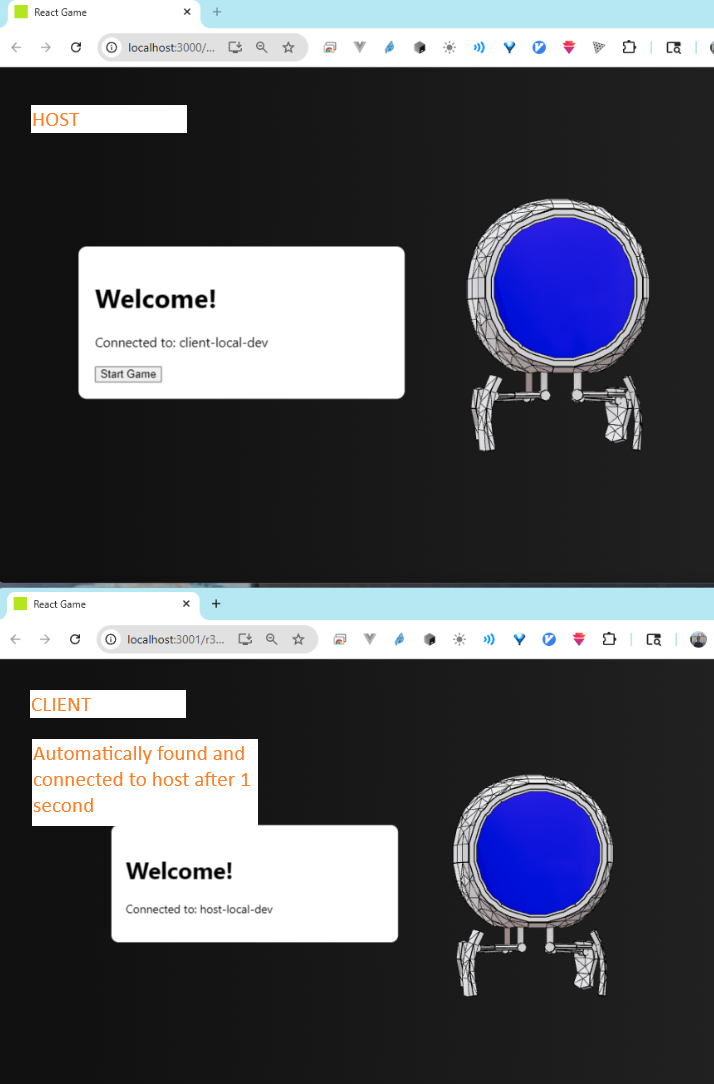 React Game
localhost:3000/...
HOST
Welcome!
Connected to: client-local-dev
Start Game
React Game
localhost:3001/r3...
CLIENT
Automatically found and
connected to host after 1
second
Welcome!
Connected to: host-local-dev